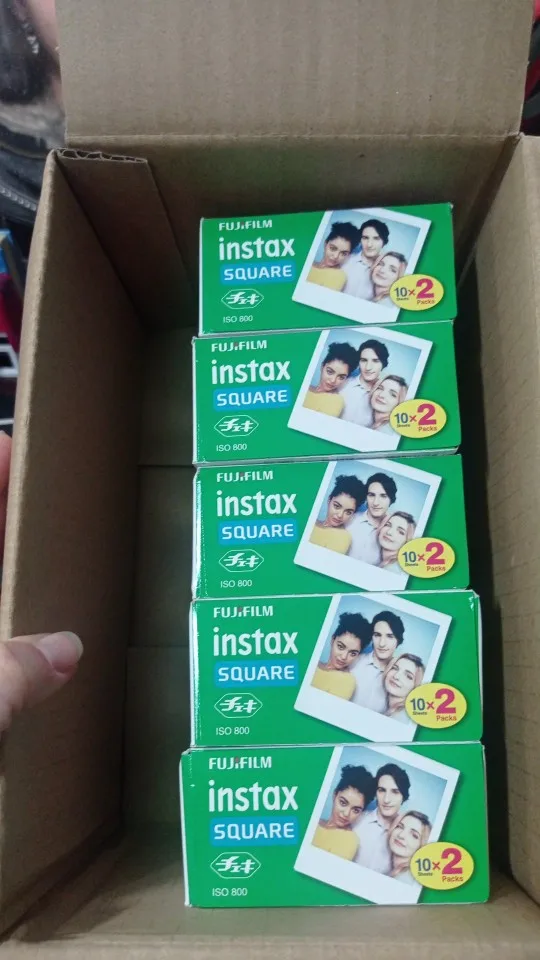 FUJIFILM
instax
SQUARE
チェキ
ISO 800
10×2
Sheets Packs
FUJIFILM
instax
SQUARE
チェキ
ISO 800
10×2
Sheets Packs
FUJIFILM
instax
SQUARE
チェキ
ISO 800
10×2
Sheets Packs
FUJIFILM
instax
SQUARE
チェキ
ISO 800
10×2
Sheets Packs
FUJIFILM
instax
SQUARE
チェキ
ISO 800
10×2
Sheets Packs